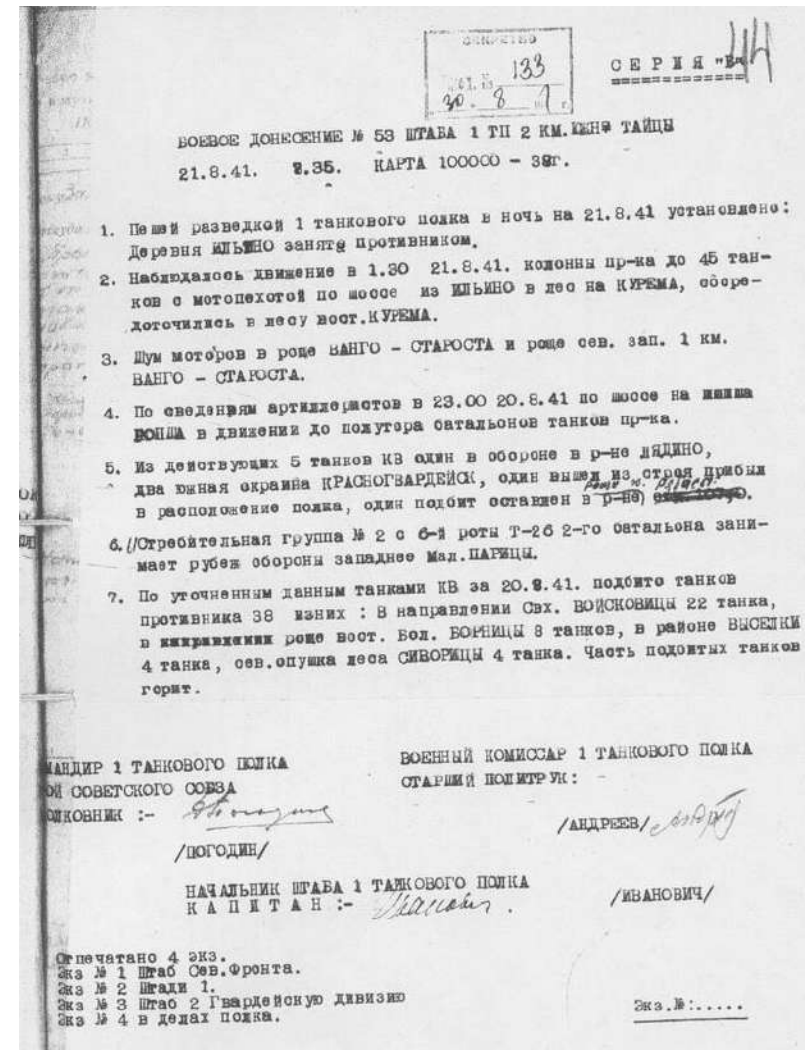 СЕКРЕТНО
133
30. 8
СЕРИЯ "В"
44
БОЕВОЕ ДОНЕСЕНИЕ № 53 ШТАБА 1 ТП 2 КМ. ЮЖН. ТАЙЦЫ
21.8.41. 2.35. КАРТА 100000 – 38г.
1. Пешей разведкой 1 танкового полка в ночь на 21.8.41 установлено:
Деревня ИЛЬИНО занята противником.
2. Наблюдалось движение в 1.30 21.8.41. колонны пр-ка до 45 тан-
ков с мотопехотой по шоссе из ИЛЬИНО в лес на КУРЕМА, сосре-
доточились в лесу вост.КУРЕМА.
3. Шум моторов в роще ВАНГО – СТАРОСТА и роще сев. зап. 1 км.
ВАНГО – СТАРОСТА.
4. По сведениям артиллеристов в 23.00 20.8.41 по шоссе на
ВОПША в движении до полутора батальонов танков пр-ка.
5. Из действующих 5 танков КВ один в обороне в р-не ЛЯДИНО,
два южная окраина КРАСНОГВАРДЕЙСК, один вышел из строя прибыл
в расположение полка, один подбит оставлен в р-не
6. Истребительная группа № 2 с 6-й роты Т-26 2-го батальона зани-
мает рубеж обороны западнее Мал.ПАРИЦЫ.
7. По уточненным данным танками КВ за 20.8.41. подбито танков
противника 38 изних : В направлении Свх. ВОЙСКОВИЦЫ 22 танка,
в роще вост. Бол. БОРНИЦЫ 8 танков, в районе ВЫСЕЛКИ
4 танка, сев.опушка леса СИВОРИЦЫ 4 танка. Часть подбитых танков
горит.
МАНДИР 1 ТАНКОВОГО ПОЛКА
ВОЕННЫЙ КОМИССАР 1 ТАНКОВОГО ПОЛКА
ОЙ СОВЕТСКОГО СОЮЗА
СТАРШИЙ ПОЛИТРУК: –
ОЛКОВНИК :–
/АНДРЕЕВ/
/ПОГОДИН/
НАЧАЛЬНИК ШТАБА 1 ТАНКОВОГО ПОЛКА
КАПИТАН :– Иванович. /ИВАНОВИЧ/
Отпечатано 4 экз.
Экз № 1 Штаб Сев.Фронта.
Экз № 2 Штади 1.
Экз № 3 Штаб 2 Гвардейскую дивизию
Экз № 4 в делах полка.
Экз.№:.....